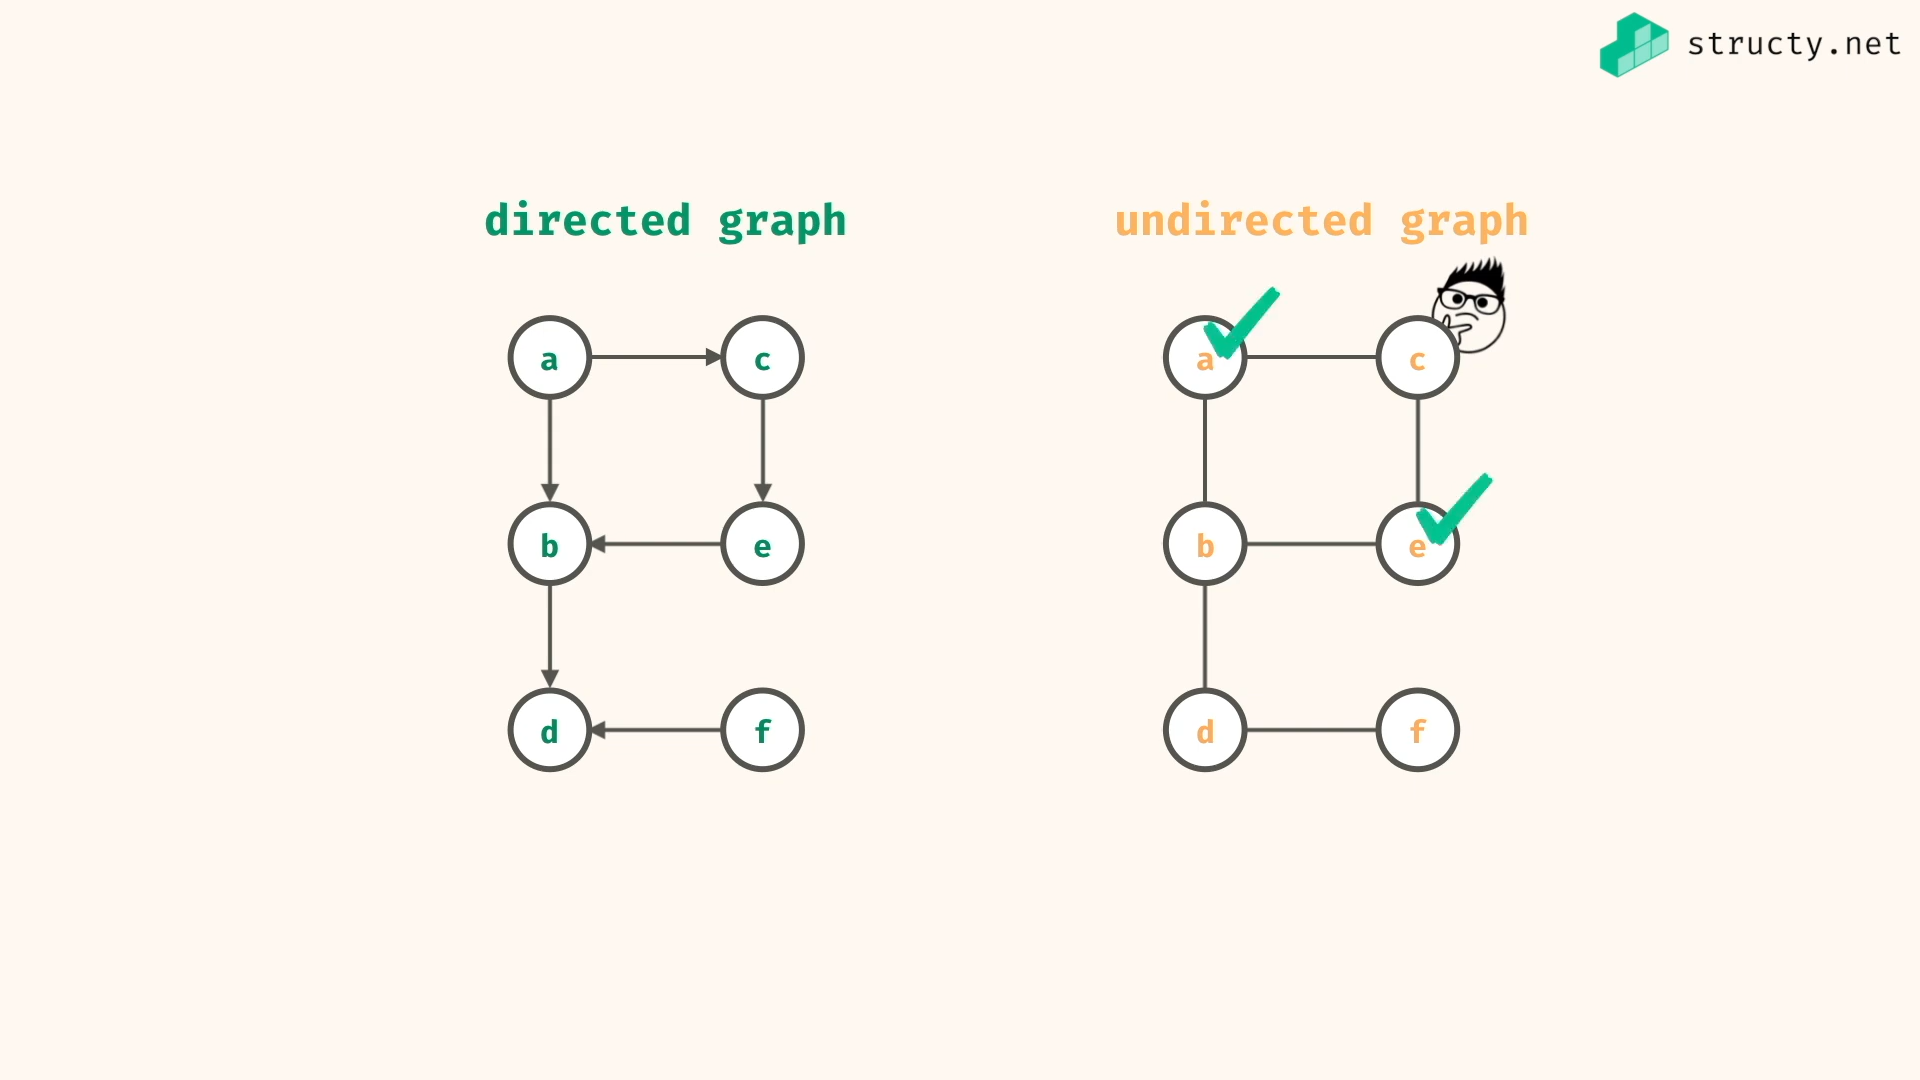 structy.net
directed graph
undirected graph
a
c
b
e
d
f
a
c
b
e
d
f